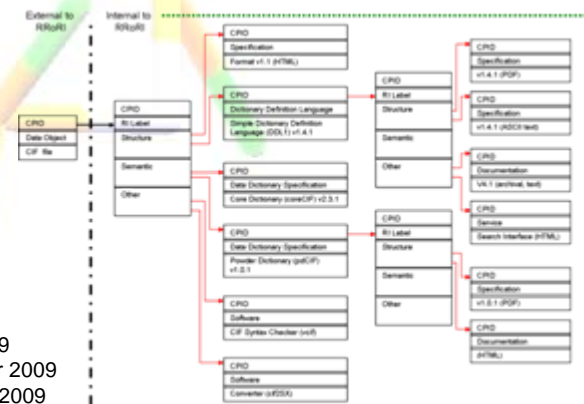 External to
RRoRI
Internal to
RRoRI
CPID
Data Object
CIF file
CPID
RI Label
Structure
Semantic
Other
CPID
Specification
Format v1.1 (HTML)
CPID
Dictionary Definition Language
Simple Dictionary Definition
Language (DDL1) v1.4.1
CPID
Data Dictionary Specification
Core Dictionary (coreCIF) v2.3.1
CPID
Data Dictionary Specification
Powder Dictionary (pdCIF)
v1.0.1
CPID
Software
CIF Syntax Checker (vcif)
CPID
Software
Converter (cif2SX)
CPID
RI Label
Structure
Semantic
Other
CPID
RI Label
Structure
Semantic
Other
CPID
Specification
v1.4.1 (PDF)
CPID
Specification
v1.4.1 (ASCII text)
CPID
Documentation
V4.1 (archival, text)
CPID
Service
Search Interface (HTML)
CPID
Specification
v1.0.1 (PDF)
CPID
Documentation
(HTML)
9
r 2009
2009